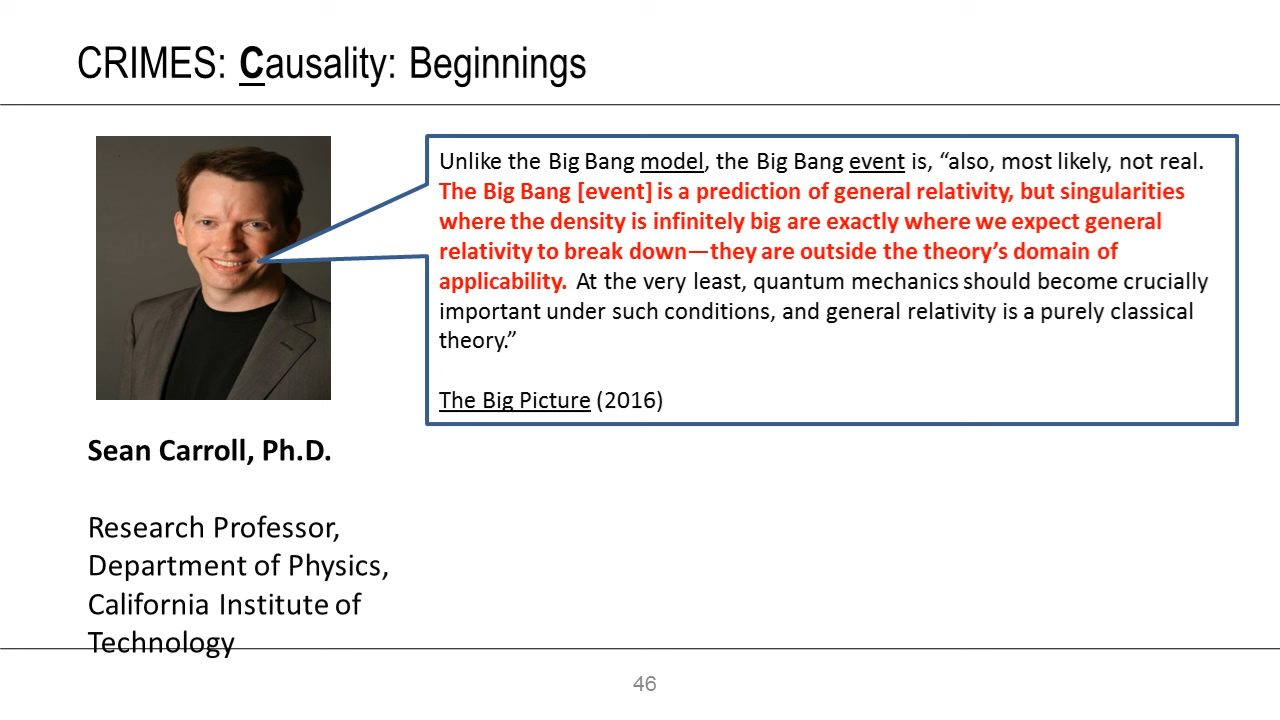 CRIMES: Causality: Beginnings
Unlike the Big Bang model, the Big Bang event is, “also, most likely, not real.
The Big Bang [event] is a prediction of general relativity, but singularities
where the density is infinitely big are exactly where we expect general
relativity to break down—they are outside the theory’s domain of
applicability. At the very least, quantum mechanics should become crucially
important under such conditions, and general relativity is a purely classical
theory.”
The Big Picture (2016)
Sean Carroll, Ph.D.
Research Professor,
Department of Physics,
California Institute of
Technology
46